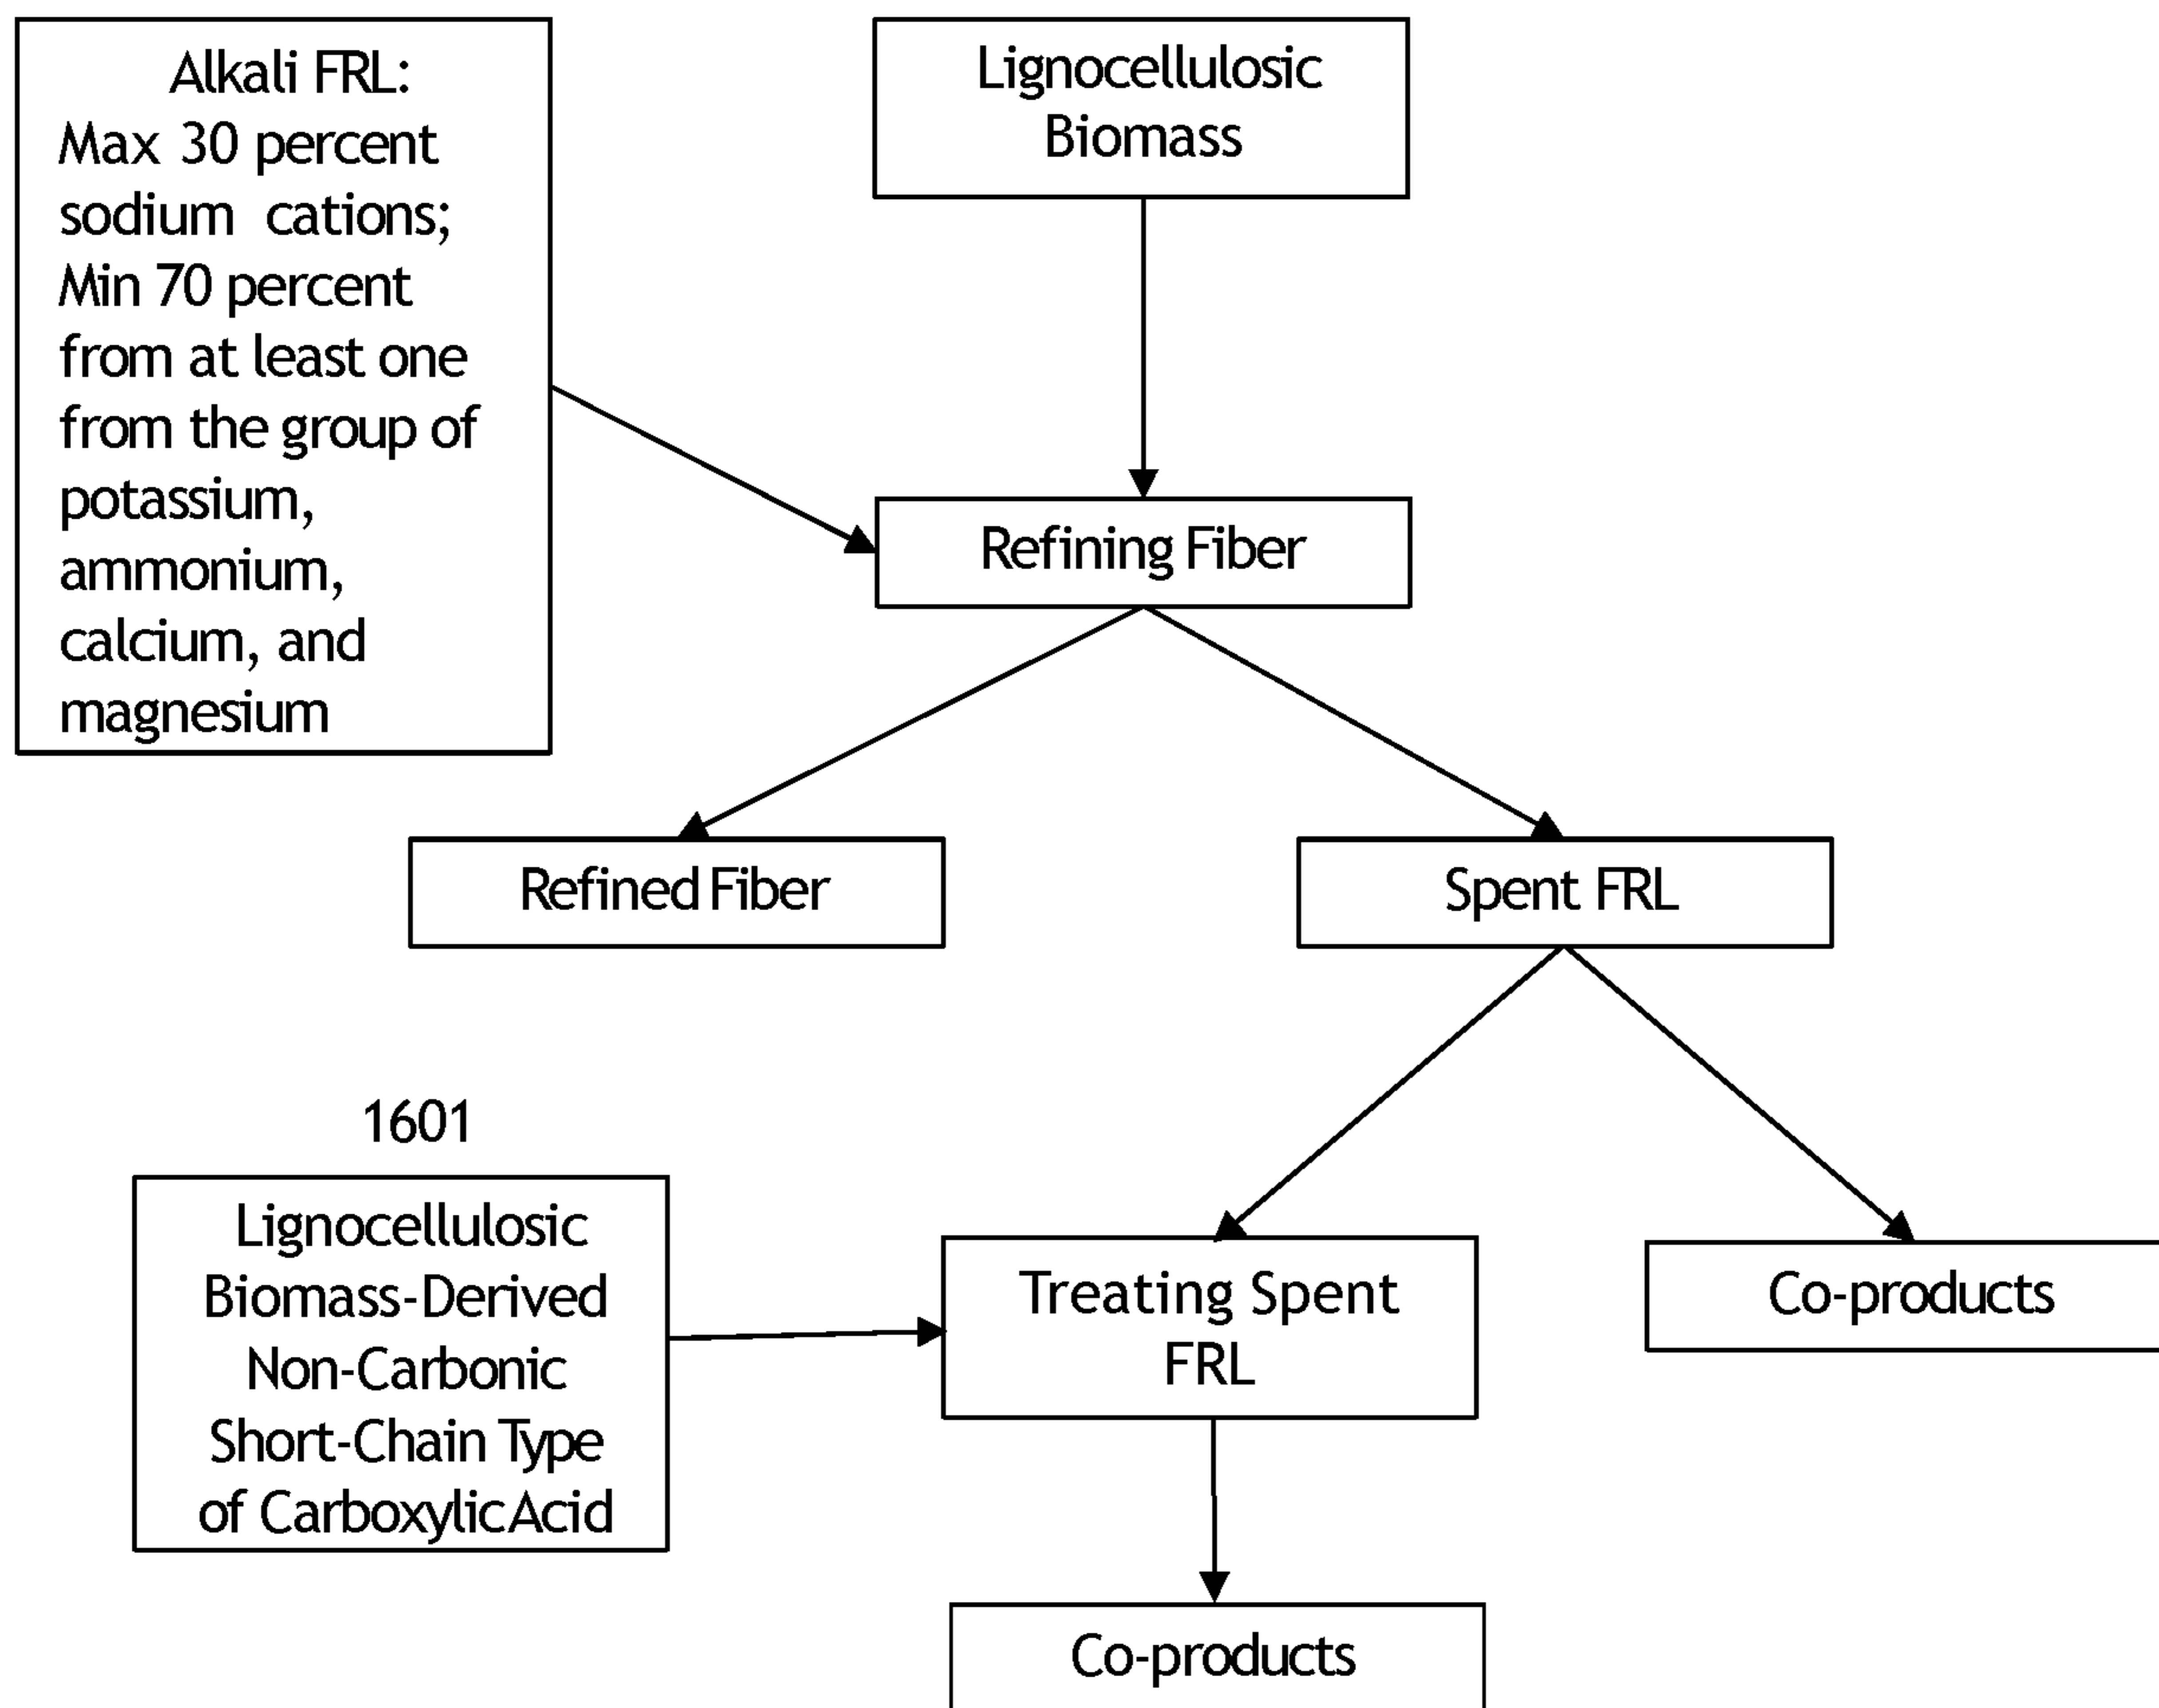 Alkali FRL:
Max 30 percent
sodium cations;
Min 70 percent
from at least one
from the group of
potassium,
ammonium,
calcium, and
magnesium
Lignocellulosic
Biomass
Refining Fiber
Refined Fiber
Spent FRL
1601
Lignocellulosic
Biomass-Derived
Non-Carbonic
Short-Chain Type
of Carboxylic Acid
Treating Spent
FRL
Co-products
Co-products